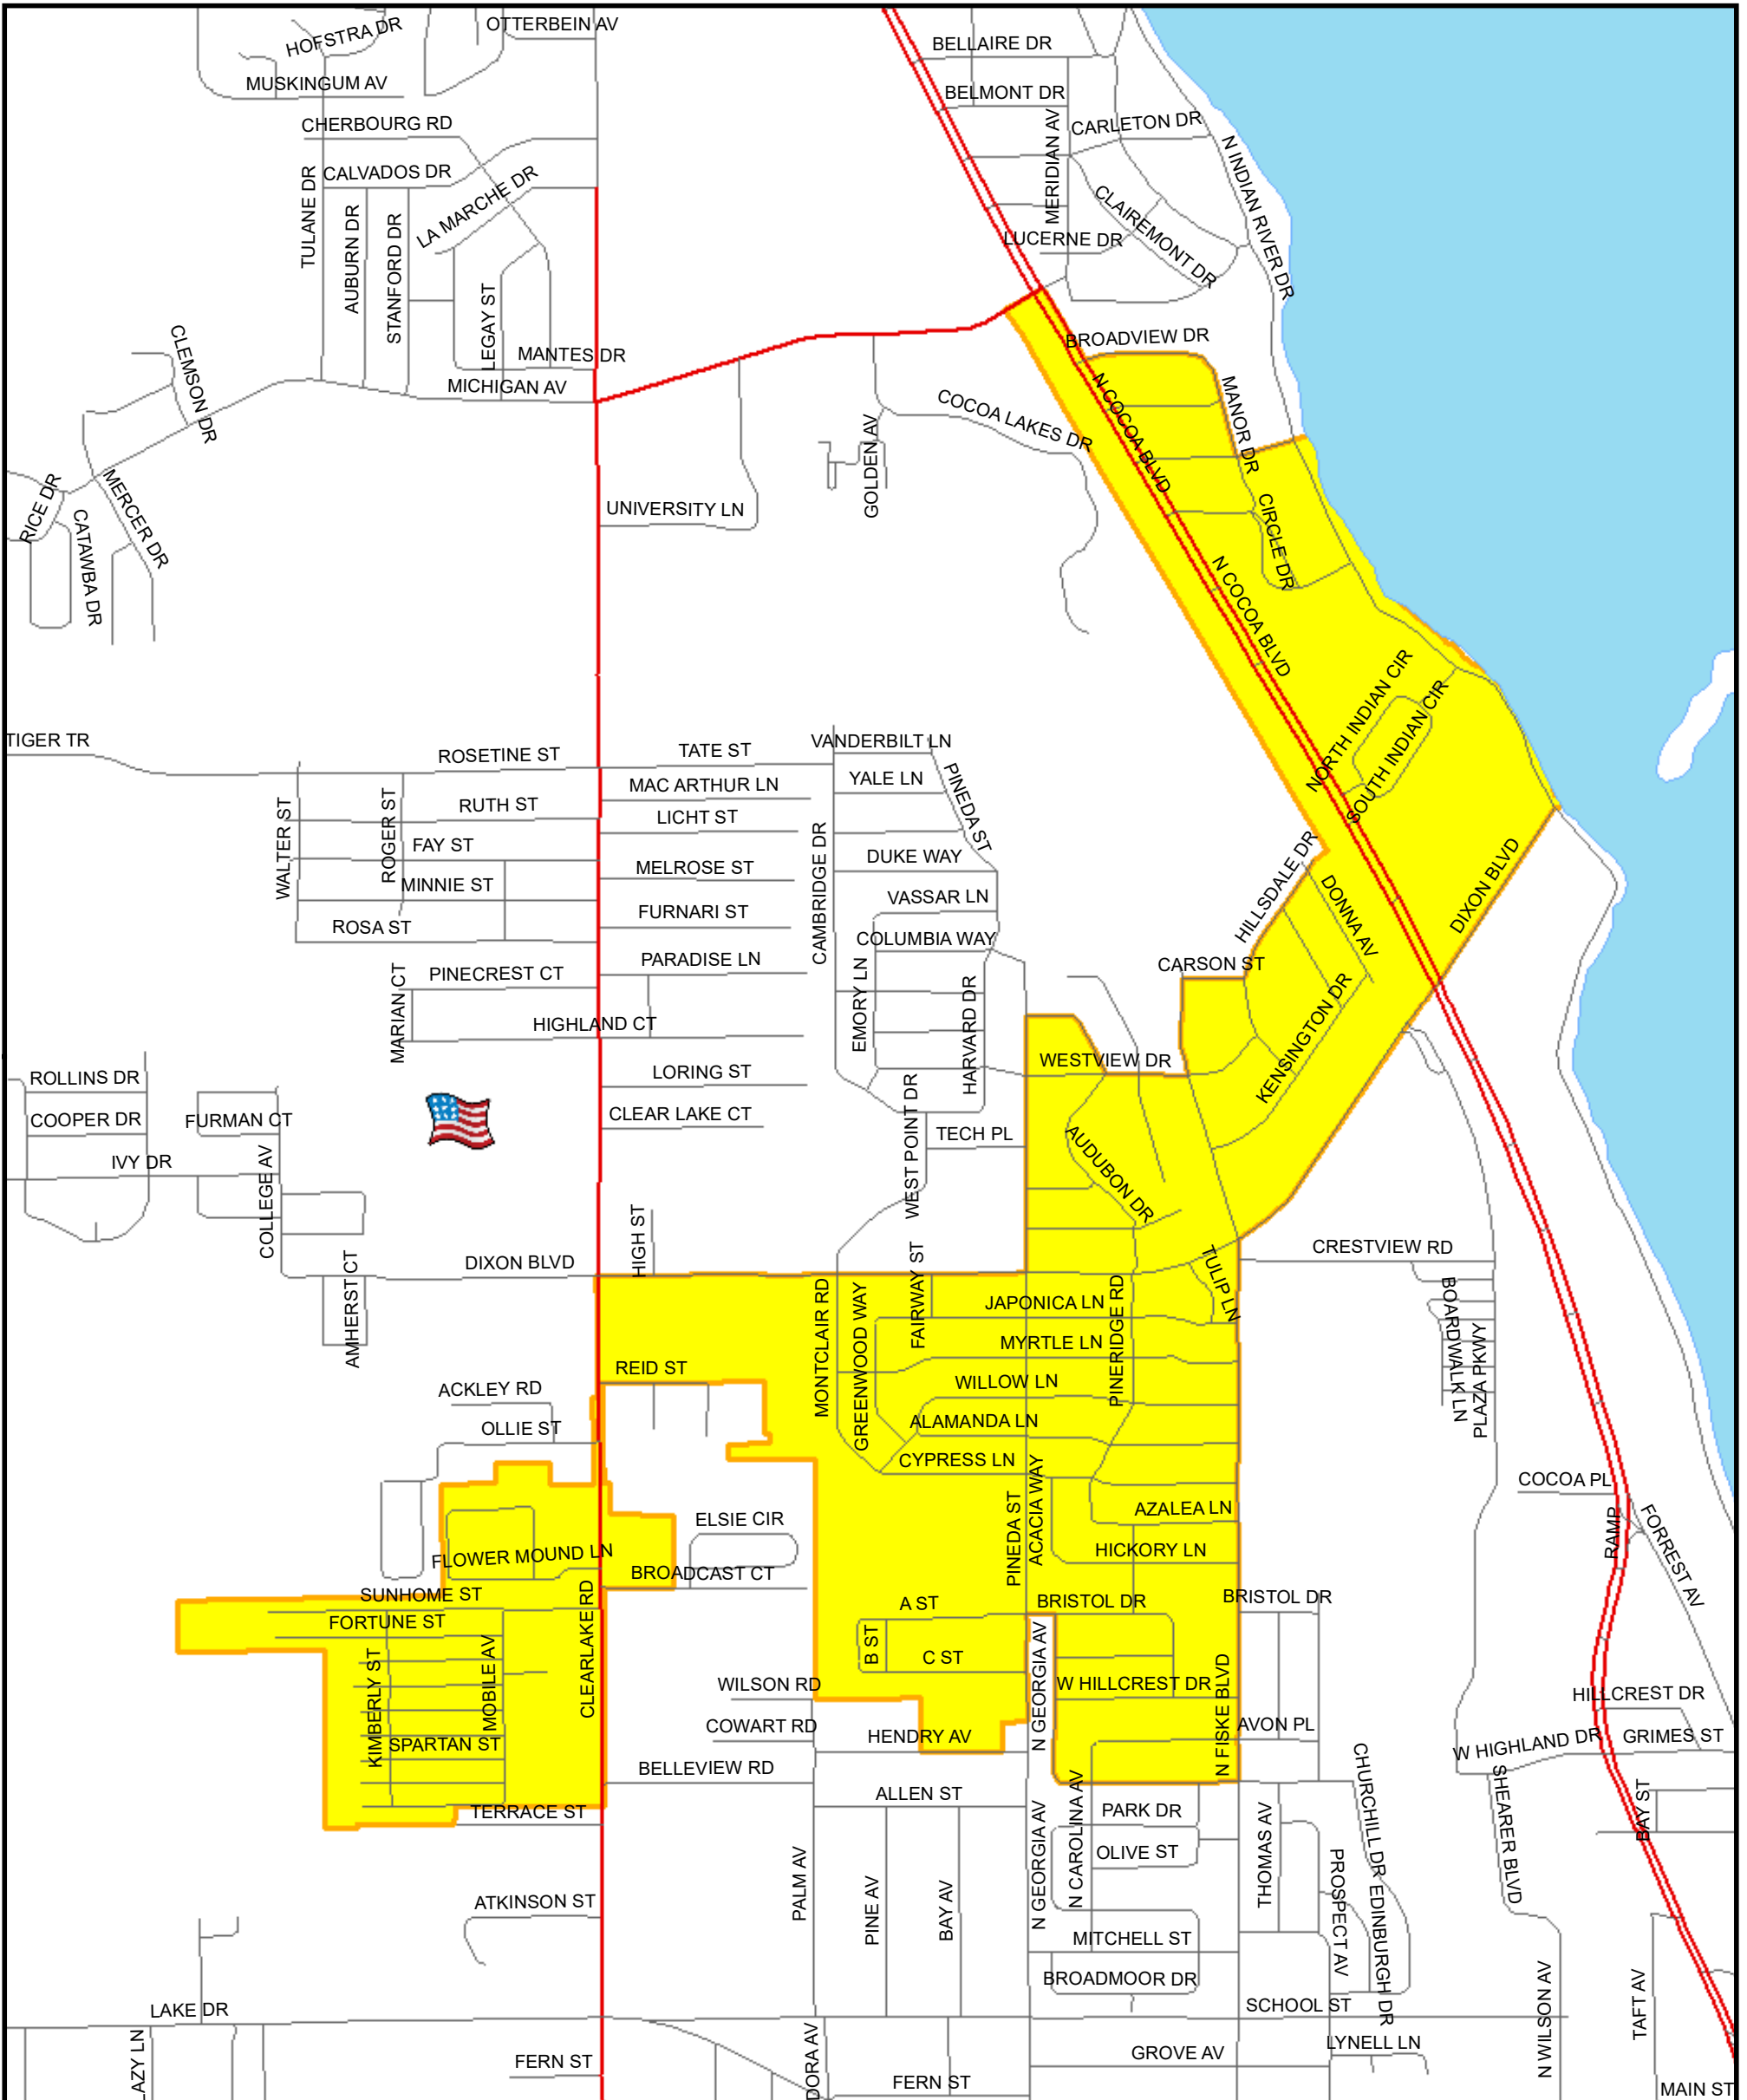 HOFSTRA DR
OTTERBEIN AV
BELLAIRE DR
MUSKINGUM AV
BELMONT DR
CHERBOURG RD
MERIDIAN AV
CARLETON DR
N INDIAN RIVER DR
TULANE DR
CALVADOS DR
LA MARCHE DR
AUBURN DR
STANFORD DR
CLAIREMONT DR
LUCERNE DR
LEGAY ST
CLEMSON DR
MANTES DR
MICHIGAN AV
BROADVIEW DR
N COCOA BLVD
MANOR DR
COCOA LAKES DR
GOLDEN AV
RICE DR
MERCER DR
CATAWBA DR
UNIVERSITY LN
CIRCLE DR
N COCOA BLVD
NORTH INDIAN CIR
SOUTH INDIAN CIR
TIGER TR
ROSETINE ST
TATE ST
VANDERBILT LN
MAC ARTHUR LN
YALE LN
PINEDA ST
WALTER ST
ROGER ST
RUTH ST
LICHT ST
CAMBRIDGE DR
FAY ST
MELROSE ST
DUKE WAY
HILLSDALE DR
DONNA AV
DIXON BLVD
MINNIE ST
VASSAR LN
FURNARI ST
ROSA ST
COLUMBIA WAY
PARADISE LN
CARSON ST
PINECREST CT
MARIAN CT
EMORY LN
HARVARD DR
KENSINGTON DR
HIGHLAND CT
WESTVIEW DR
ROLLINS DR
LORING ST
WEST POINT DR
COOPER DR
FURMAN CT
CLEAR LAKE CT
TECH PL
AUDUBON DR
IVY DR
COLLEGE AV
HIGH ST
FAIRWAY ST
TULIP LN
CRESTVIEW RD
DIXON BLVD
AMHERST CT
MONTCLAIR RD
GREENWOOD WAY
JAPONICA LN
PINERIDGE RD
BOARDWALK LN
PLAZA PKWY
MYRTLE LN
REID ST
WILLOW LN
ACKLEY RD
ALAMANDA LN
OLLIE ST
CYPRESS LN
PINEDA ST
ACACIA WAY
COCOA PL
RAMP
FORREST AV
AZALEA LN
ELSIE CIR
HICKORY LN
FLOWER MOUND LN
BROADCAST CT
SUNHOME ST
CLEARLAKE RD
A ST
BRISTOL DR
BRISTOL DR
FORTUNE ST
B ST
C ST
N GEORGIA AV
KIMBERLY ST
MOBILE AV
WILSON RD
W HILLCREST DR
N FISKE BLVD
HILLCREST DR
COWART RD
HENDRY AV
AVON PL
W HIGHLAND DR
GRIMES ST
SPARTAN ST
BELLEVIEW RD
ALLEN ST
CHURCHILL DR
SHEARER BLVD
BAY ST
TERRACE ST
N GEORGIA AV
N CAROLINA AV
PARK DR
THOMAS AV
OLIVE ST
PALM AV
PINE AV
BAY AV
PROSPECT AV
EDINBURGH DR
ATKINSON ST
MITCHELL ST
BROADMOOR DR
N WILSON AV
TAFT AV
LAKE DR
SCHOOL ST
AZY LN
DORA AV
LYNELL LN
GROVE AV
FERN ST
FERN ST
MAIN ST